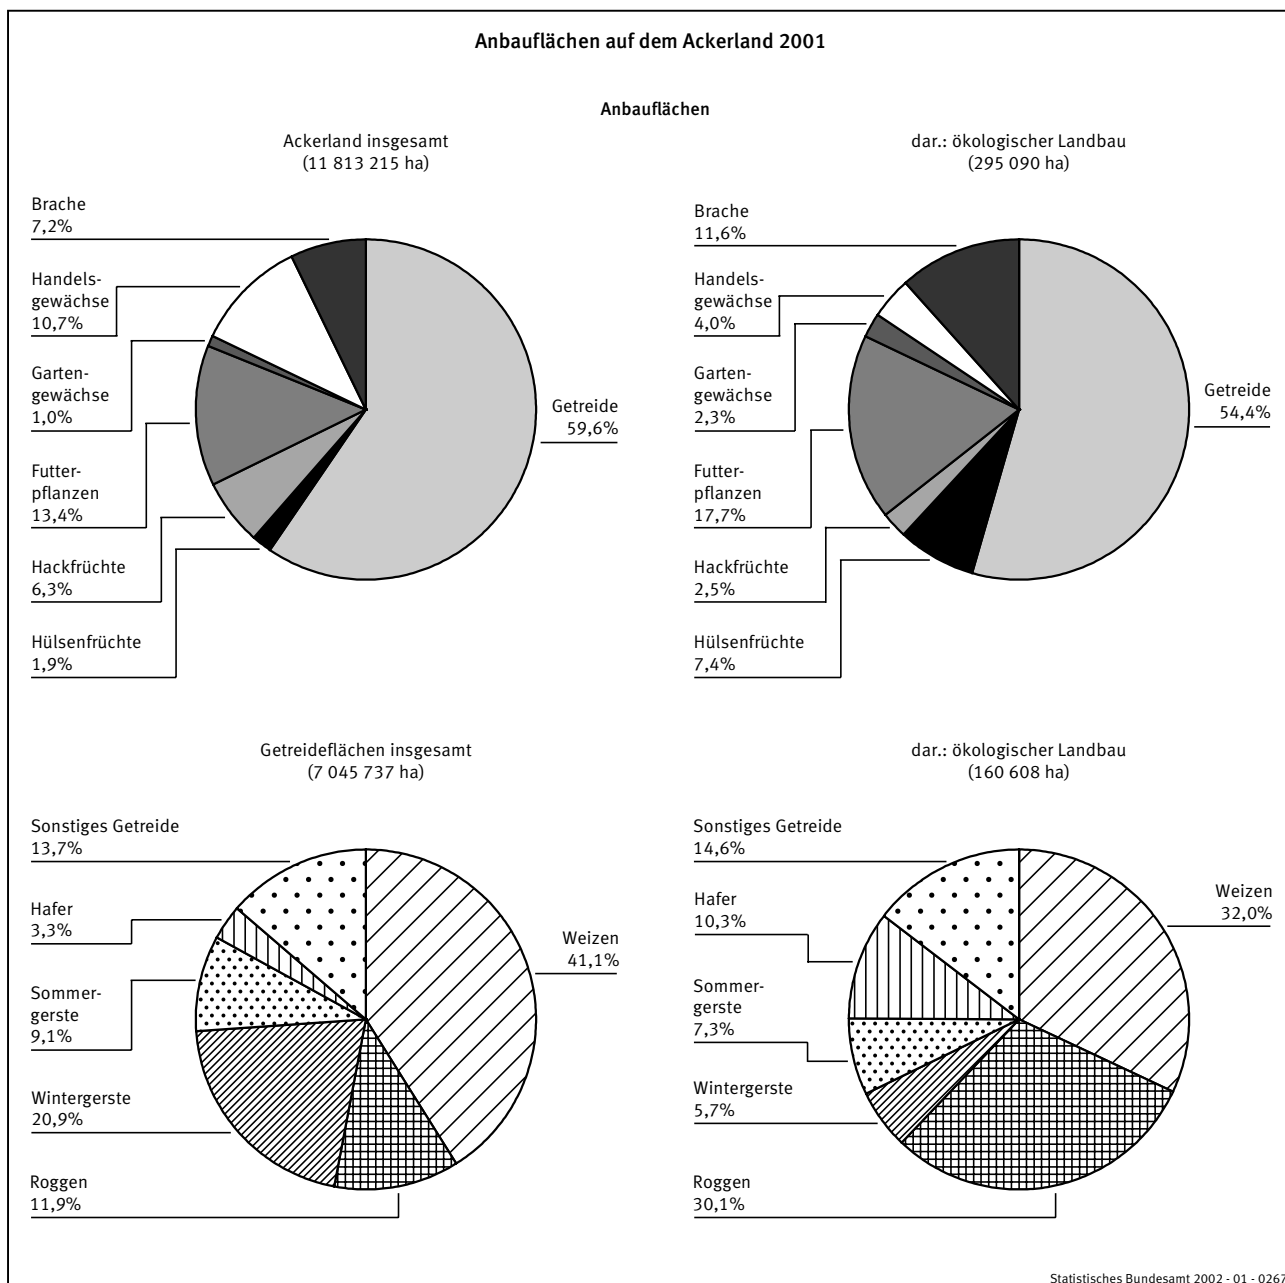 Anbauflächen auf dem Ackerland 2001
Anbauflächen
Ackerland insgesamt
(11 813 215 ha)
Brache
7,2%
Handels-
gewächse
10,7%
Garten-
gewächse
1,0%
Futter-
pflanzen
13,4%
Hackfrüchte
6,3%
Hülsenfrüchte
1,9%
Getreide
59,6%
dar.: ökologischer Landbau
(295 090 ha)
Brache
11,6%
Handels-
gewächse
4,0%
Garten-
gewächse
2,3%
Futter-
pflanzen
17,7%
Hackfrüchte
2,5%
Hülsenfrüchte
7,4%
Getreide
54,4%
Getreideflächen insgesamt
(7 045 737 ha)
Sonstiges Getreide
13,7%
Hafer
3,3%
Sommer-
gerste
9,1%
Wintergerste
20,9%
Roggen
11,9%
Weizen
41,1%
dar.: ökologischer Landbau
(160 608 ha)
Sonstiges Getreide
14,6%
Hafer
10,3%
Sommer-
gerste
7,3%
Wintergerste
5,7%
Roggen
30,1%
Weizen
32,0%
Statistisches Bundesamt 2002 - 01 - 0267